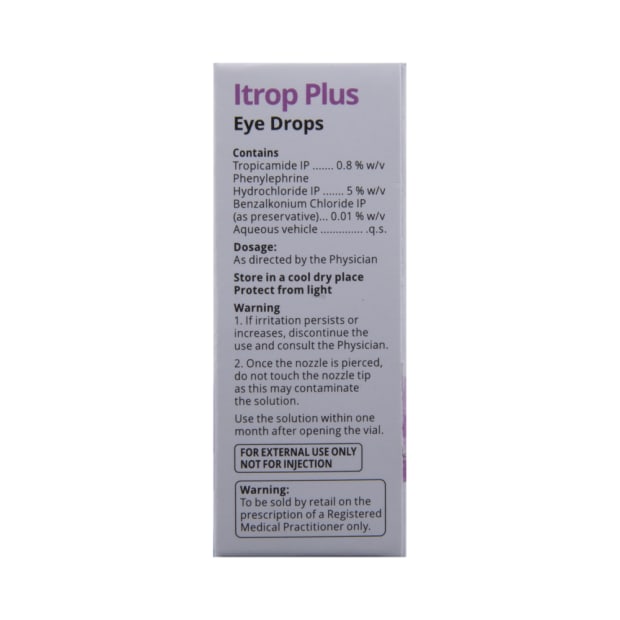 Itrop Plus
Eye Drops
Contains
Tropicamide IP ....... 0.8 % w/v
Phenylephrine
Hydrochloride IP ....... 5 % w/v
Benzalkonium Chloride IP
(as preservative)... 0.01 % w/v
Aqueous vehicle .............. .q.s.
Dosage:
As directed by the Physician
Store in a cool dry place
Protect from light
Warning
1. If irritation persists or
increases, discontinue the
use and consult the Physician.
2. Once the nozzle is pierced,
do not touch the nozzle tip
as this may contaminate
the solution.
Use the solution within one
month after opening the vial.
FOR EXTERNAL USE ONLY
NOT FOR INJECTION
Warning:
To be sold by retail on the
prescription of a Registered
Medical Practitioner only.